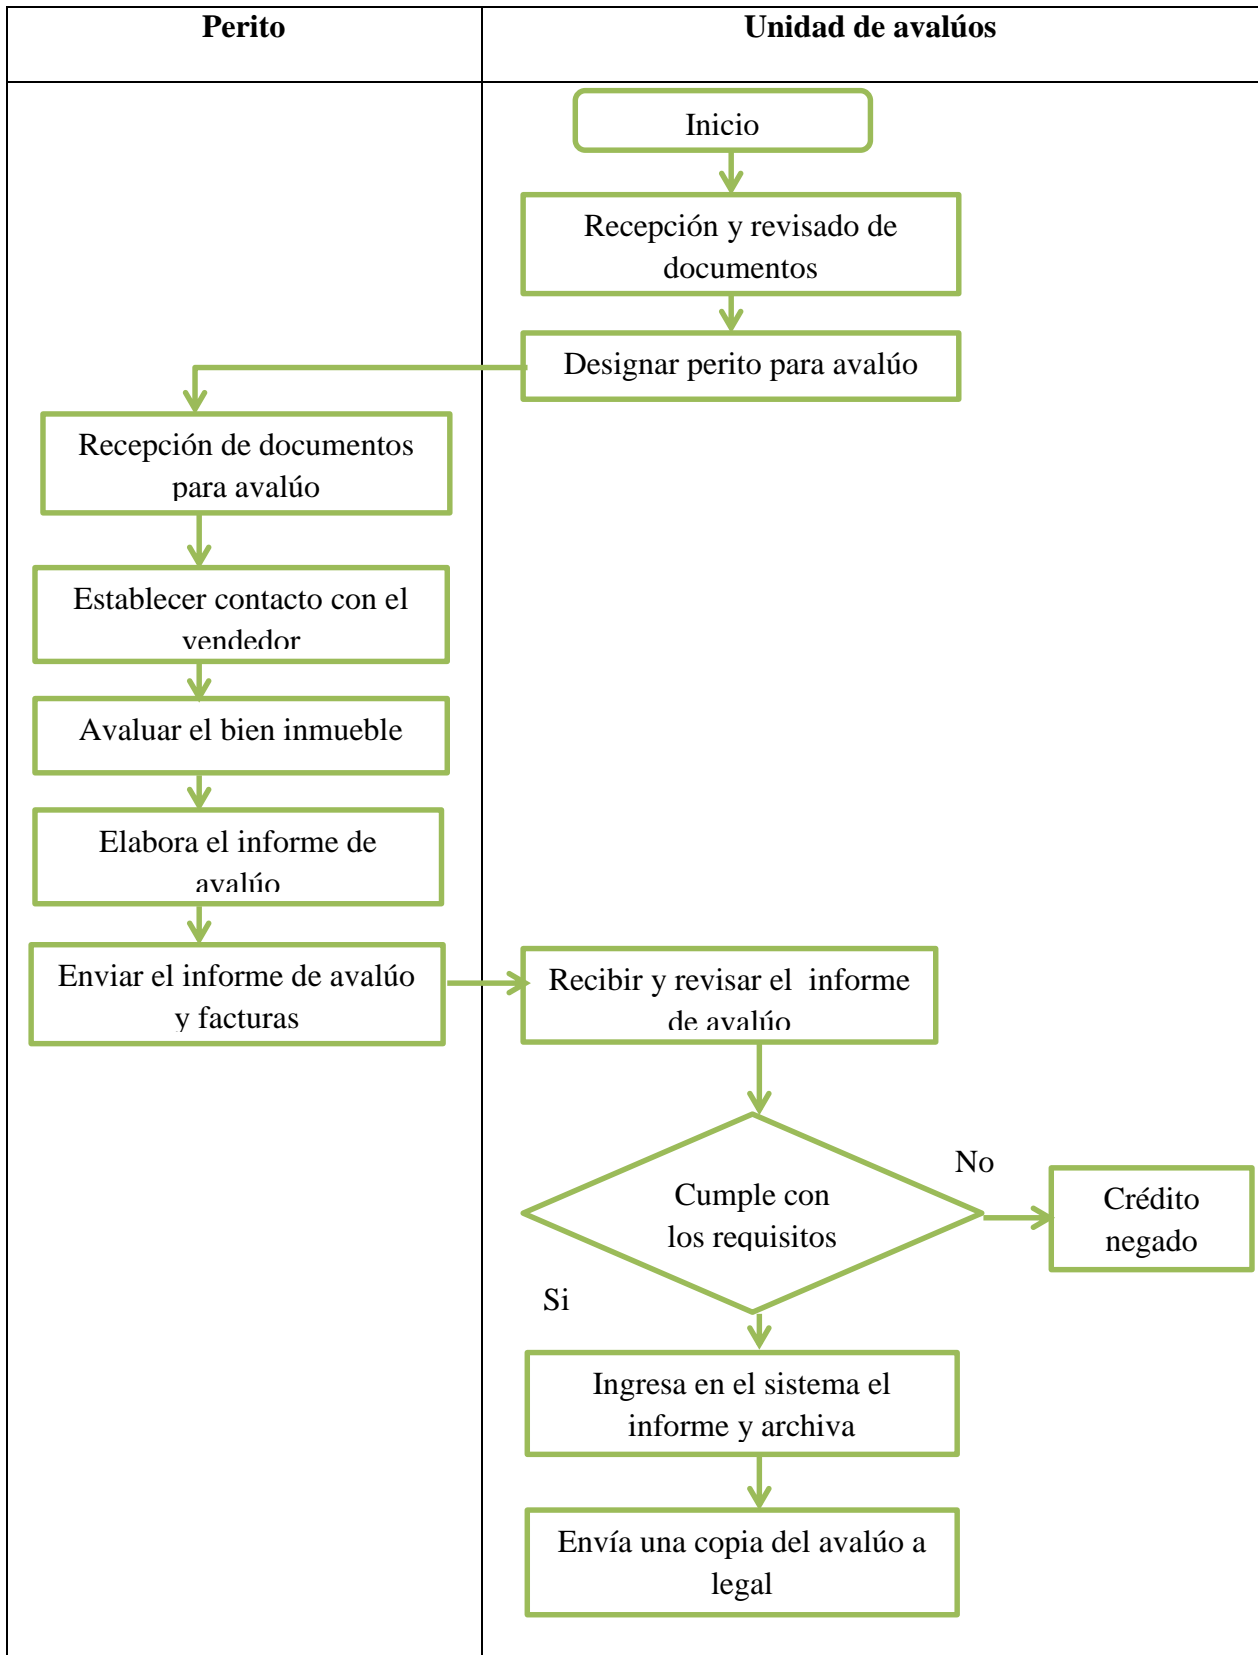 Perito
Unidad de avalúos
Inicio
Recepción y revisado de
documentos
Designar perito para avalúo
Recepción de documentos
para avalúo
Establecer contacto con el
vendedor
Avaluar el bien inmueble
Elabora el informe de
avalúo
Enviar el informe de avalúo
y facturas
Recibir y revisar el  informe
de avalúo
Cumple con
los requisitos
No
Crédito
negado
Si
Ingresa en el sistema el
informe y archiva
Envía una copia del avalúo a
legal